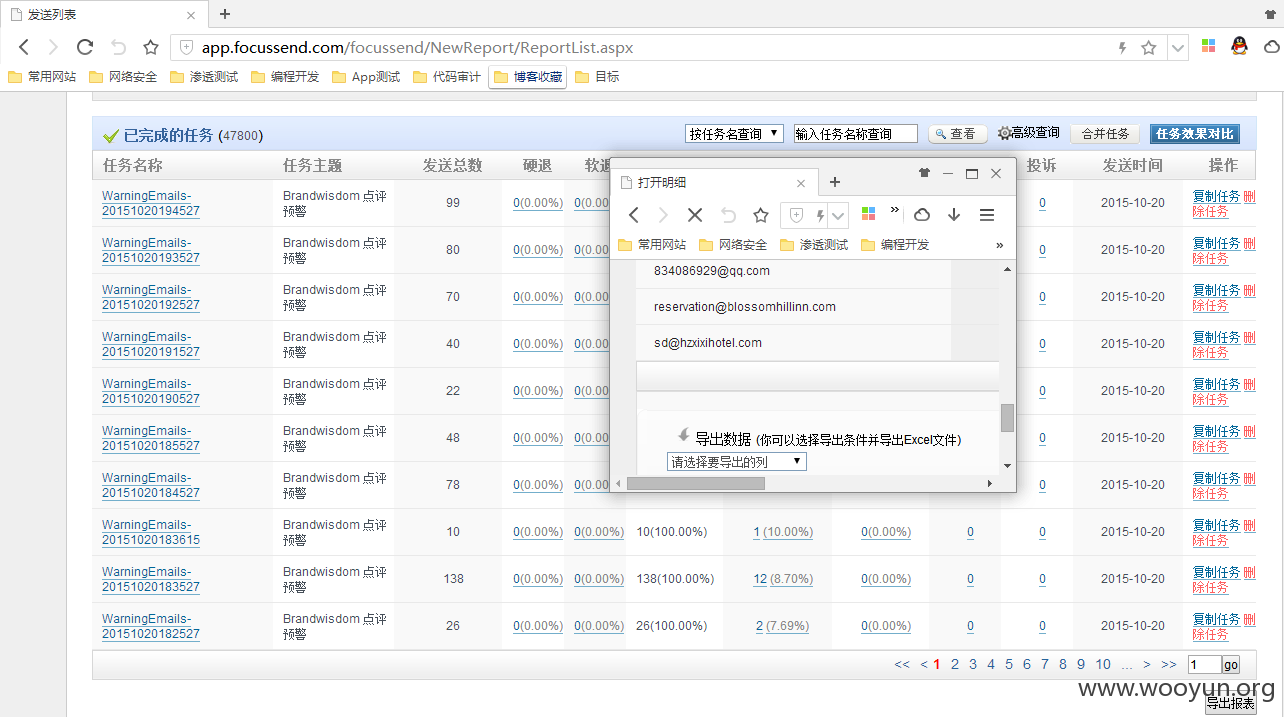 发送列表
app.focussend.com/focussend/NewReport/ReportList.aspx
常用网站 网络安全 渗透测试 编程开发 App测试 代码审计 博客收藏 目标
已完成的任务 (47800) 按任务名查询 输入任务名称查询 查看 高级查询 合并任务 任务效果对比
任务名称 任务主题 发送总数 硬退 软退 投诉 发送时间 操作
WarningEmails- Brandwisdom 点评 99 0(0.00%) 0(0.00 0 2015-10-20 复制任务 删
20151020194527 预警 除任务
WarningEmails- Brandwisdom 点评 80 0(0.00%) 0(0.00 0 2015-10-20 复制任务 删
20151020193527 预警 除任务
WarningEmails- Brandwisdom 点评 70 0(0.00%) 0(0.00 0 2015-10-20 复制任务 删
20151020192527 预警 除任务
WarningEmails- Brandwisdom 点评 40 0(0.00%) 0(0.00 0 2015-10-20 复制任务 删
20151020191527 预警 除任务
WarningEmails- Brandwisdom 点评 22 0(0.00%) 0(0.00 0 2015-10-20 复制任务 删
20151020190527 预警 除任务
WarningEmails- Brandwisdom 点评 48 0(0.00%) 0(0.00 0 2015-10-20 复制任务 删
20151020185527 预警 除任务
WarningEmails- Brandwisdom 点评 78 0(0.00%) 0(0.00 0 2015-10-20 复制任务 删
20151020184527 预警 除任务
WarningEmails- Brandwisdom 点评 10 0(0.00%) 0(0.00%) 10(100.00%) 1 (10.00%) 0(0.00%) 0 0 2015-10-20 复制任务 删
20151020183615 预警 除任务
WarningEmails- Brandwisdom 点评 138 0(0.00%) 0(0.00%) 138(100.00%) 12 (8.70%) 0(0.00%) 0 0 2015-10-20 复制任务 删
20151020183527 预警 除任务
WarningEmails- Brandwisdom 点评 26 0(0.00%) 0(0.00%) 26(100.00%) 2 (7.69%) 0(0.00%) 0 0 2015-10-20 复制任务 删
20151020182527 预警 除任务
打开明细
常用网站 网络安全 渗透测试 编程开发 »
834086929@qq.com
reservation@blossomhillinn.com
sd@hzxixihotel.com
导出数据 (你可以选择导出条件并导出Excel文件)
请选择要导出的列
<< < 1 2 3 4 5 6 7 8 9 10 ... > >> 1 go
www.wooyun.org
导出报表